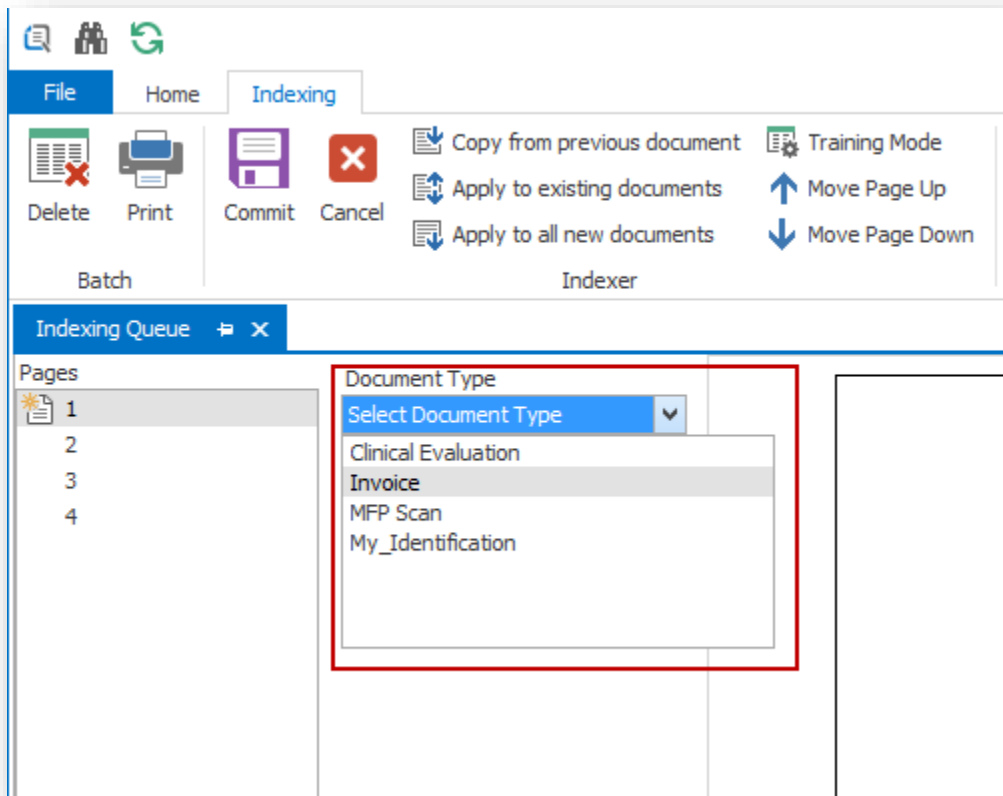 File Home Indexing
Copy from previous document Training Mode
Apply to existing documents Move Page Up
Delete Print Commit Cancel
Apply to all new documents Move Page Down
Batch Indexer
Indexing Queue
Pages
Document Type
1
Select Document Type
2
Clinical Evaluation
3
Invoice
4
MFP Scan
My_Identification